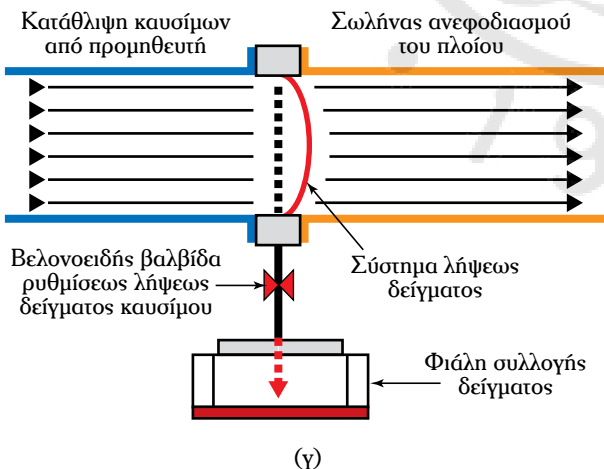 Κατάθλιψη καυσίμων
από προμηθευτή
Σωλήνας ανεφοδιασμού
του πλοίου
Βελονοειδής βαλβίδα
ρυθμίσεως λήψεως
δείγματος καυσίμου
Σύστημα λήψεως
δείγματος
Φιάλη συλλογής
δείγματος
(γ)